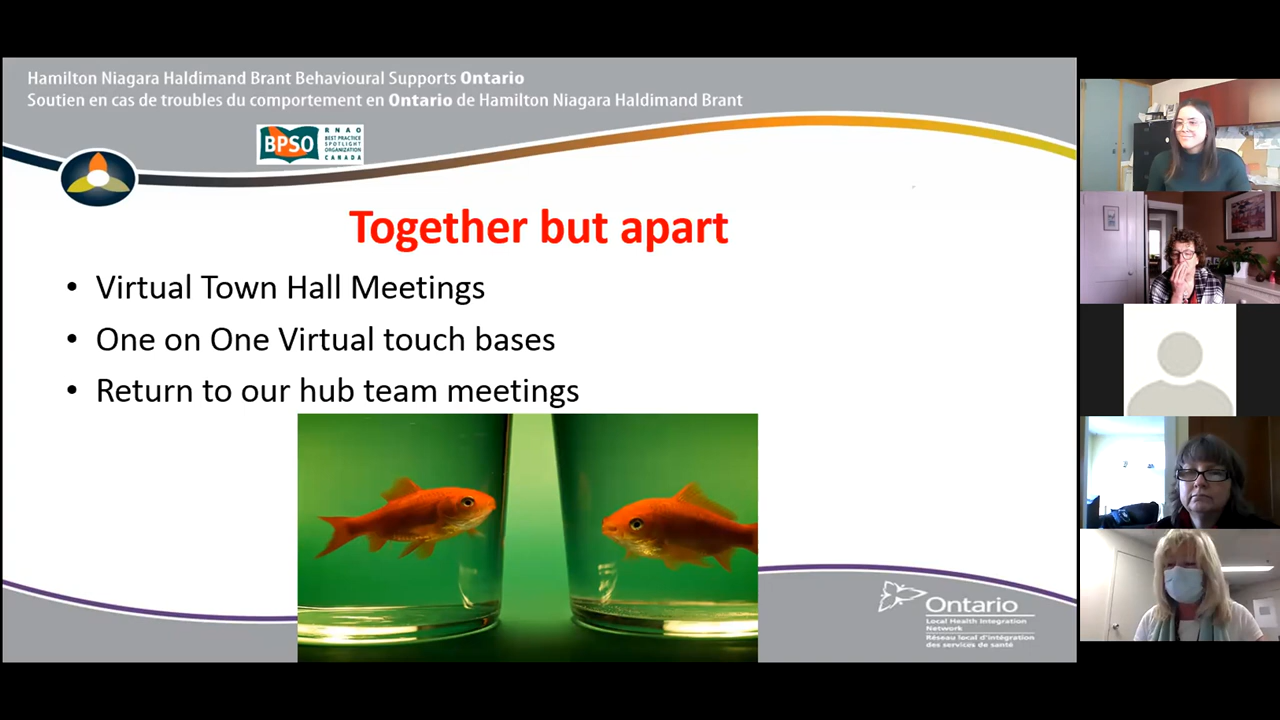 Hamilton Niagara Haldimand Brant Behavioural Supports Ontario
Soutien en cas de troubles du comportement en Ontario de Hamilton Niagara Haldimand Brant
BPSO
RNAO
BEST PRACTICE
SPOTLIGHT
ORGANIZATION
CANADA
Together but apart
• Virtual Town Hall Meetings
• One on One Virtual touch bases
• Return to our hub team meetings
Ontario
Local Health Integration
Network
Réseau local d'intégration
des services de santé